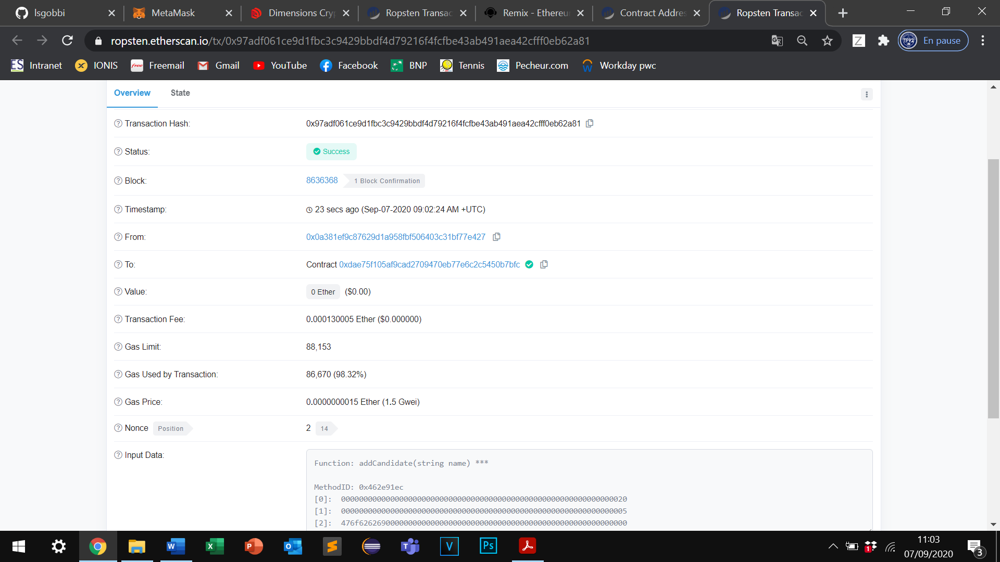 lsgobbi
MetaMask
Dimensions Cry
Ropsten Transac
Remix - Ethereu
Contract Addres
Ropsten Transac
ropsten.etherscan.io/tx/0x97adf061ce9d1fbc3c9429bbdf4d79216f4fcfbe43ab491aea42cfff0eb62a81
En pause
Intranet
IONIS
Freemail
Gmail
YouTube
Facebook
BNP
Tennis
Pecheur.com
Workday pwc
Overview
State
Transaction Hash:
0x97adf061ce9d1fbc3c9429bbdf4d79216f4fcfbe43ab491aea42cfff0eb62a81
Status:
Success
Block:
8636368
1 Block Confirmation
Timestamp:
23 secs ago (Sep-07-2020 09:02:24 AM +UTC)
From:
0x0a381ef9c87629d1a958fbf506403c31bf77e427
To:
Contract 0xdae75f105af9cad2709470eb77e6c2c5450b7bfc
Value:
0 Ether ($0.00)
Transaction Fee:
0.000130005 Ether ($0.000000)
Gas Limit:
88,153
Gas Used by Transaction:
86,670 (98.32%)
Gas Price:
0.0000000015 Ether (1.5 Gwei)
Nonce Position
2 14
Input Data:
Function: addCandidate(string name) ***
MethodID: 0x462e91ec
[0]: 0000000000000000000000000000000000000000000000000000000000000020
[1]: 0000000000000000000000000000000000000000000000000000000000000005
[2]: 476f626269000000000000000000000000000000000000000000000000000000
11:03
07/09/2020
3